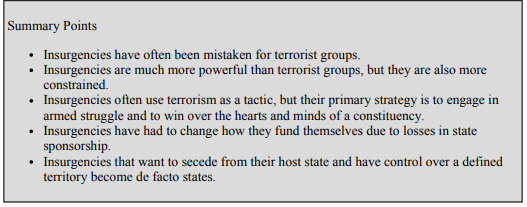 Summary Points
• Insurgencies have often been mistaken for terrorist groups.
• Insurgencies are much more powerful than terrorist groups, but they are also more
constrained.
• Insurgencies often use terrorism as a tactic, but their primary strategy is to engage in
armed struggle and to win over the hearts and minds of a constituency.
• Insurgencies have had to change how they fund themselves due to losses in state
sponsorship.
• Insurgencies that want to secede from their host state and have control over a defined
territory become de facto states.